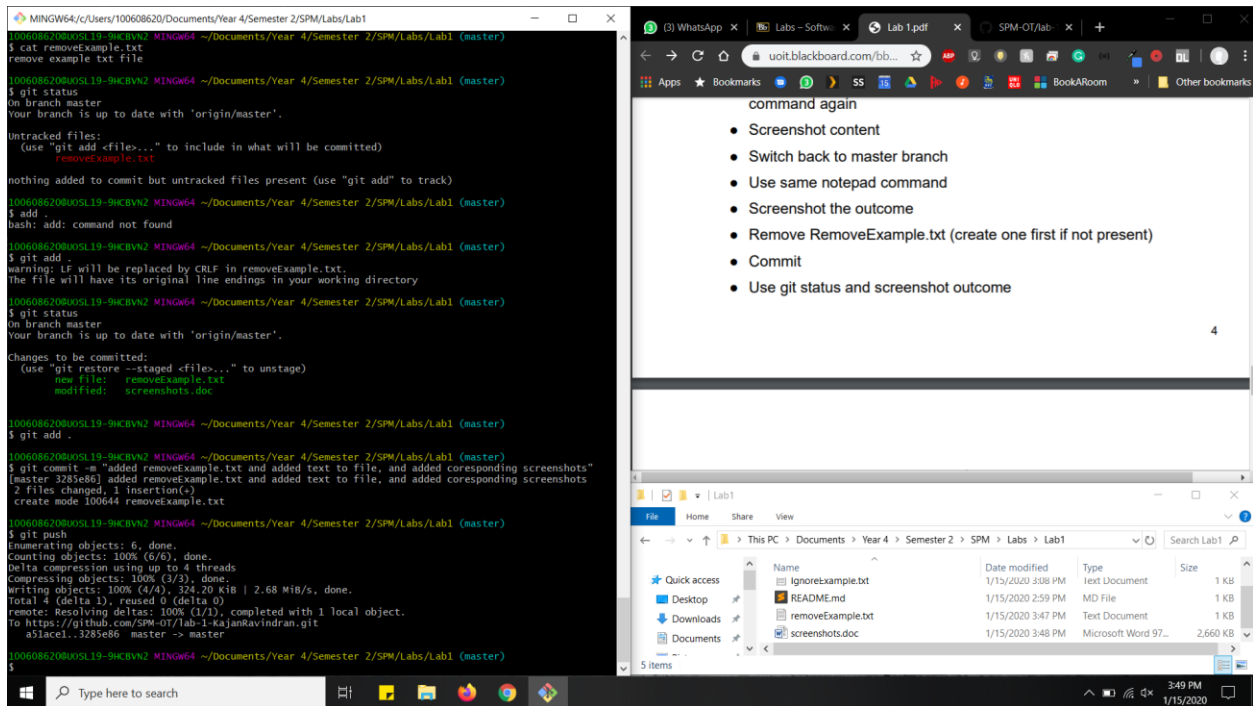 MINGW64:/c/Users/100608620/Documents/Year 4/Semester 2/SPM/Labs/Lab1
100608620@UOSL19-9HCBVN2 MINGW64 ~/Documents/Year 4/Semester 2/SPM/Labs/Lab1 (master)
$ cat removeExample.txt
remove example txt file
100608620@UOSL19-9HCBVN2 MINGW64 ~/Documents/Year 4/Semester 2/SPM/Labs/Lab1 (master)
$ git status
On branch master
Your branch is up to date with 'origin/master'.
Untracked files:
(use "git add <file>..." to include in what will be committed)
removeExample.txt
nothing added to commit but untracked files present (use "git add" to track)
100608620@UOSL19-9HCBVN2 MINGW64 ~/Documents/Year 4/Semester 2/SPM/Labs/Lab1 (master)
$ add .
bash: add: command not found
100608620@UOSL19-9HCBVN2 MINGW64 ~/Documents/Year 4/Semester 2/SPM/Labs/Lab1 (master)
$ git add .
warning: LF will be replaced by CRLF in removeExample.txt.
The file will have its original line endings in your working directory
100608620@UOSL19-9HCBVN2 MINGW64 ~/Documents/Year 4/Semester 2/SPM/Labs/Lab1 (master)
$ git status
On branch master
Your branch is up to date with 'origin/master'.
Changes to be committed:
(use "git restore --staged <file>..." to unstage)
new file: removeExample.txt
modified: screenshots.doc
100608620@UOSL19-9HCBVN2 MINGW64 ~/Documents/Year 4/Semester 2/SPM/Labs/Lab1 (master)
$ git add .
100608620@UOSL19-9HCBVN2 MINGW64 ~/Documents/Year 4/Semester 2/SPM/Labs/Lab1 (master)
$ git commit -m "added removeExample.txt and added text to file, and added coresponding screenshots"
[master 3285e86] added removeExample.txt and added text to file, and added coresponding screenshots
2 files changed, 1 insertion(+)
create mode 100644 removeExample.txt
100608620@UOSL19-9HCBVN2 MINGW64 ~/Documents/Year 4/Semester 2/SPM/Labs/Lab1 (master)
$ git push
Enumerating objects: 6, done.
Counting objects: 100% (6/6), done.
Delta compression using up to 4 threads
Compressing objects: 100% (3/3), done.
Writing objects: 100% (4/4), 324.20 KiB | 2.68 MiB/s, done.
Total 4 (delta 1), reused 0 (delta 0)
remote: Resolving deltas: 100% (1/1), completed with 1 local object.
To https://github.com/SPM-OT/lab-1-KajanRavindran.git
a51ace1..3285e86 master -> master
100608620@UOSL19-9HCBVN2 MINGW64 ~/Documents/Year 4/Semester 2/SPM/Labs/Lab1 (master)
$
(3) WhatsApp Labs – Softwa Lab 1.pdf SPM-OT/lab-
uoit.blackboard.com/bb...
Apps Bookmarks SS 15 BookARoom » Other bookmarks
command again
● Screenshot content
● Switch back to master branch
● Use same notepad command
● Screenshot the outcome
● Remove RemoveExample.txt (create one first if not present)
● Commit
● Use git status and screenshot outcome
4
Lab1
File Home Share View
This PC > Documents > Year 4 > Semester 2 > SPM > Labs > Lab1 Search Lab1
Name Date modified Type Size
Quick access
Desktop
Downloads
Documents
IgnoreExample.txt 1/15/2020 3:08 PM Text Document 1 KB
README.md 1/15/2020 2:59 PM MD File 1 KB
removeExample.txt 1/15/2020 3:47 PM Text Document 1 KB
screenshots.doc 1/15/2020 3:48 PM Microsoft Word 97... 2,660 KB
5 items
Type here to search
3:49 PM
1/15/2020